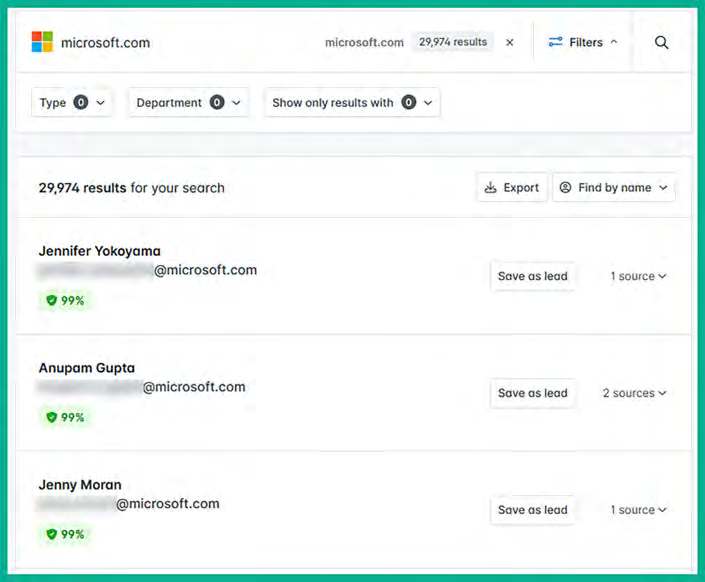 microsoft.com microsoft.com 29,974 results × Filters
Type 0 Department 0 Show only results with 0
29,974 results for your search Export Find by name
Jennifer Yokoyama
@microsoft.com
99%
Save as lead 1 source
Anupam Gupta
@microsoft.com
99%
Save as lead 2 sources
Jenny Moran
@microsoft.com
99%
Save as lead 1 source